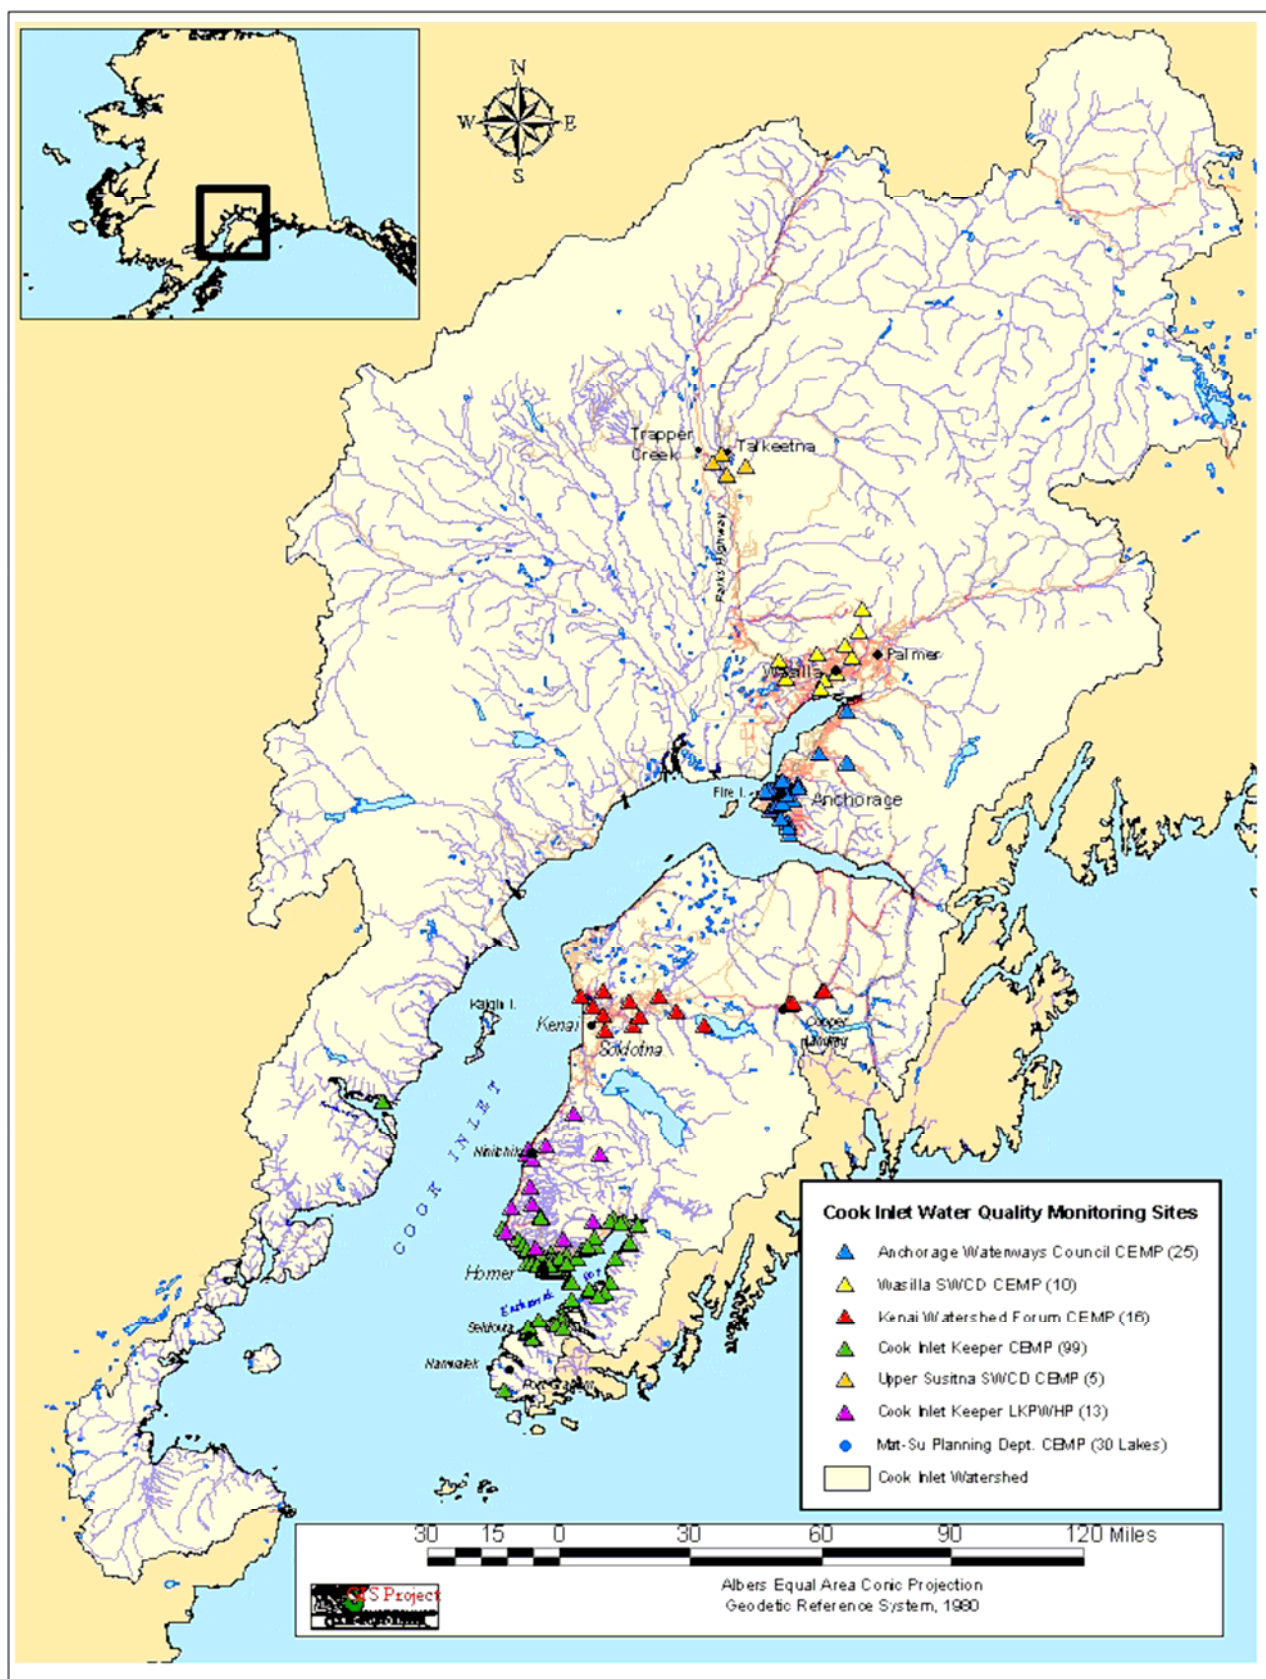 N
W E
S
Trapper
Creek
Talkeetna
Parks Highway
Palmer
Wasilla
Fire I.
Anchorage
Kalgin I.
Kenai
Soldotna
Cooper
Landing
COOK INLET
Ninilchik
Homer
Kachemak
Bay
Seldovia
Nanwalek
Port Graham
Cook Inlet Water Quality Monitoring Sites
Anchorage Waterways Council CEMP (25)
Wasilla SWCD CEMP (10)
Kenai Watershed Forum CEMP (16)
Cook Inlet Keeper CEMP (99)
Upper Susitna SWCD CEMP (5)
Cook Inlet Keeper LKPWHP (13)
Mat-Su Planning Dept. CEMP (30 Lakes)
Cook Inlet Watershed
30 15 0 30 60 90 120 Miles
Albers Equal Area Conic Projection
Geodetic Reference System, 1980
GIS Project